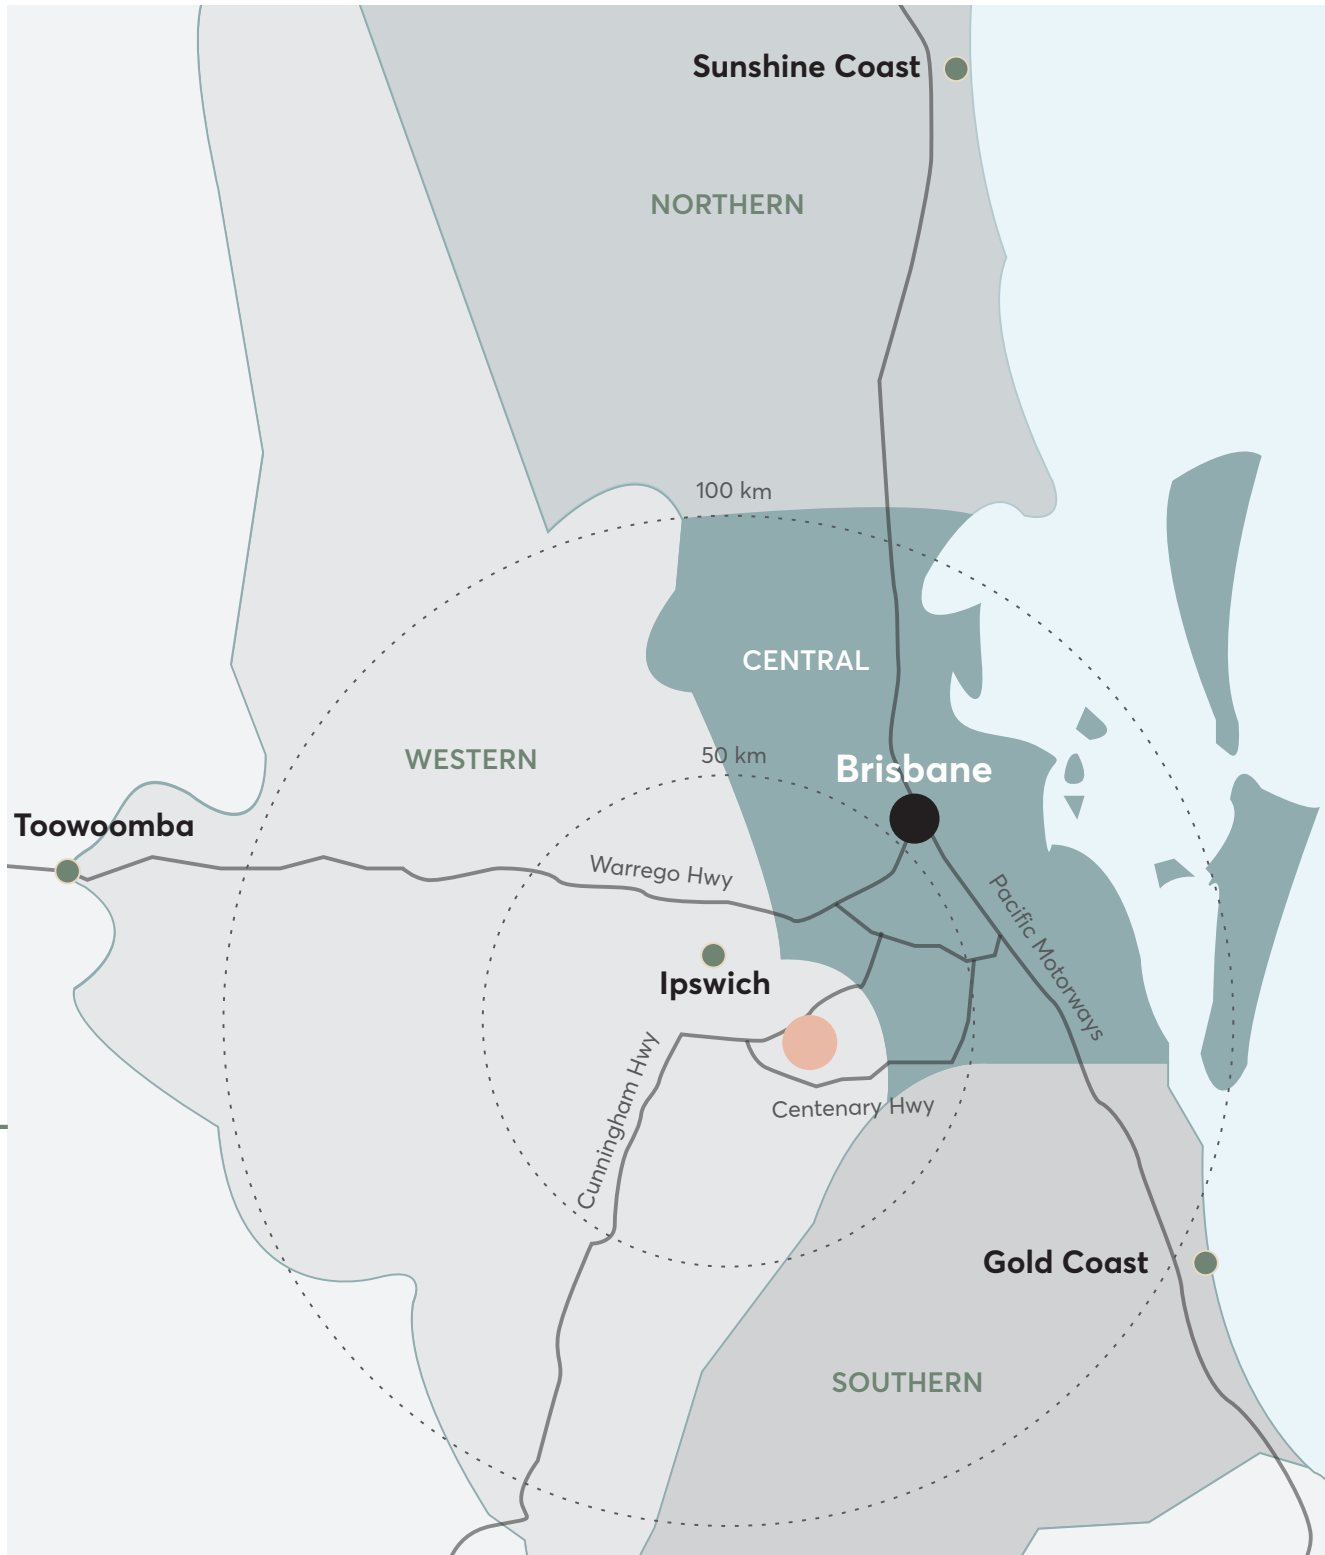 Sunshine Coast
NORTHERN
100 km
CENTRAL
WESTERN
50 km
Brisbane
Toowoomba
Warrego Hwy
Pacific Motorways
Ipswich
Cunningham Hwy
Centenary Hwy
Gold Coast
SOUTHERN